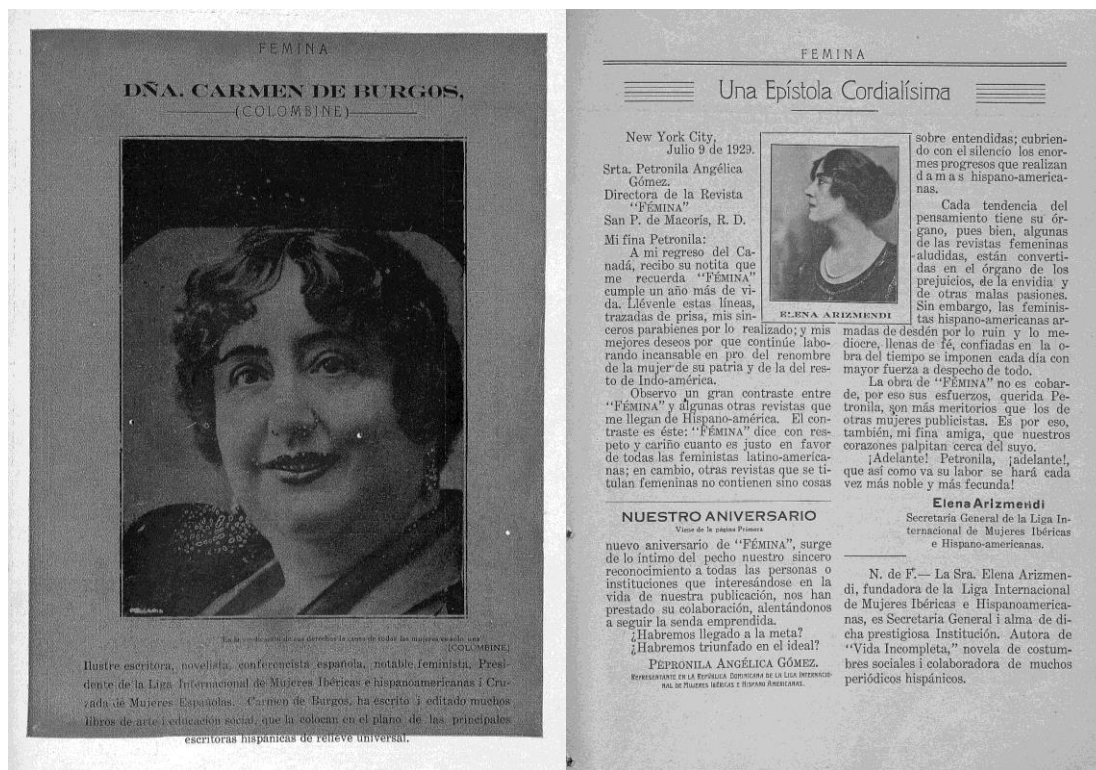 FEMINA
DÑA. CARMEN DE BURGOS,
(COLOMBINE)
(COLOMBINE)
Ilustre escritora, novelista, conferencista española, notable feminista, Presi-
dente de la Liga Internacional de Mujeres Ibéricas e hispanoamericanas i Cru-
zada de Mujeres Españolas. Carmen de Burgos, ha escrito i editado muchos
libros de arte i educación social, que la colocan en el plano de las principales
escritoras hispánicas de relieve universal.
FEMINA
Una Epístola Cordialísima
New York City,
Julio 9 de 1929.
Srta. Petronila Angélica
Gómez.
Directora de la Revista
“FÉMINA”
San P. de Macorís, R. D.
Mi fina Petronila:
A mi regreso del Ca-
nadá, recibo su notita que
me recuerda “FÉMINA”
cumple un año más de vi-
da. Llévenle estas líneas,
trazadas de prisa, mis sin-
ceros parabienes por lo realizado; y mis
mejores deseos por que continúe labo-
rando incansable en pro del renombre
de la mujer de su patria y de la del res-
to de Indo-américa.
Observo un gran contraste entre
“FÉMINA” y algunas otras revistas que
me llegan de Hispano-américa. El con-
traste es éste: “FÉMINA” dice con res-
peto y cariño cuanto es justo en favor
de todas las feministas latino-america-
nas; en cambio, otras revistas que se ti-
tulan femeninas no contienen sino cosas
ELENA ARIZMENDI
sobre entendidas; cubrien-
do con el silencio los enor-
mes progresos que realizan
damas hispano-america-
nas.
Cada tendencia del
pensamiento tiene su ór-
gano, pues bien, algunas
de las revistas femeninas
aludidas, están converti-
das en el órgano de los
prejuicios, de la envidia y
de otras malas pasiones.
Sin embargo, las feminis-
tas hispano-americanas ar-
madas de desdén por lo ruin y lo me-
diocre, llenas de fé, confiadas en la o-
bra del tiempo se imponen cada día con
mayor fuerza a despecho de todo.
La obra de “FÉMINA” no es cobar-
de, por eso sus esfuerzos, querida Pe-
tronila, son más meritorios que los de
otras mujeres publicistas. Es por eso,
también, mi fina amiga, que nuestros
corazones palpitan cerca del suyo.
¡Adelante! Petronila, ¡adelante!,
que así como va su labor se hará cada
vez más noble y más fecunda!
Elena Arizmendi
Secretaria General de la Liga In-
ternacional de Mujeres Ibéricas
e Hispano-americanas.
N. de F.— La Sra. Elena Arizmen-
di, fundadora de la Liga Internacional
de Mujeres Ibéricas e Hispanoamerica-
nas, es Secretaria General i alma de di-
cha prestigiosa Institución. Autora de
“Vida Incompleta,” novela de costum-
bres sociales i colaboradora de muchos
periódicos hispánicos.
NUESTRO ANIVERSARIO
Viene de la página Primera
nuevo aniversario de “FÉMINA”, surge
de lo íntimo del pecho nuestro sincero
reconocimiento a todas las personas o
instituciones que interesándose en la
vida de nuestra publicación, nos han
prestado su colaboración, alentándonos
a seguir la senda emprendida.
¿Habremos llegado a la meta?
¿Habremos triunfado en el ideal?
PEPRONILA ANGÉLICA GÓMEZ.
REPRESENTANTE EN LA REPÚBLICA DOMINICANA DE LA LIGA INTERNACIO-
NAL DE MUJERES IBÉRICAS E HISPANO AMERICANAS.